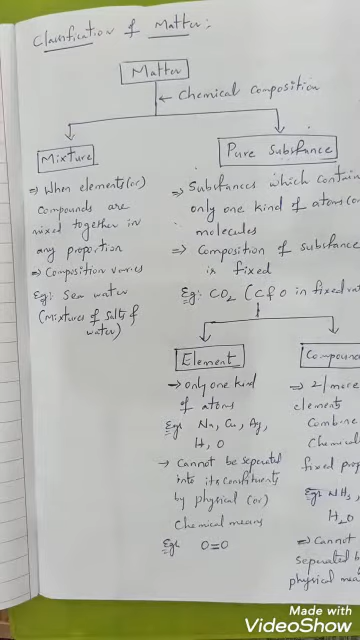 Classification of Matter:
Matter
← Chemical composition
Mixture
⇒ When elements (or)
compounds are
mixed together in
any proportion
⇒ Composition varies
Eg: Sea water
(Mixtures of salts &
water)
Pure Substance
⇒ Substances which contain
only one kind of atoms (or
molecules
⇒ Composition of substance
is fixed
Eg: CO2 (C & O in fixed
Element
→ only one kind
of atoms
Eg: Na, Cu, Ag,
H, O
→ Cannot be separated
into its constituents
by physical (or)
chemical means
Eg: O=O
Compoun
⇒ 2/more
elements
Combine
Chemical
fixed prop
Eg: NH3,
H2O
⇒ Cannot
separated b
physical mea
Made with
VideoShow